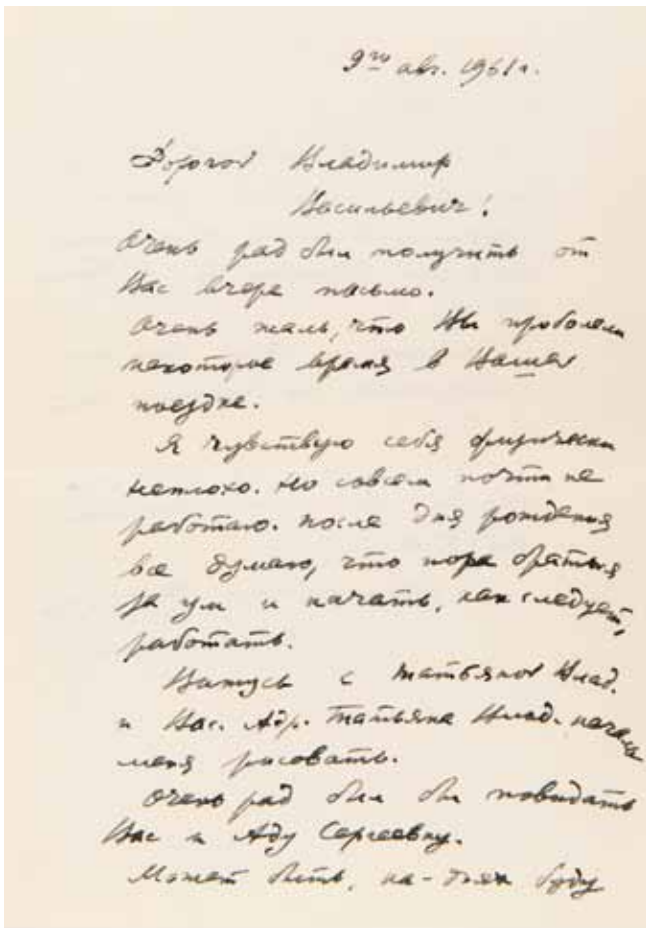 9го авг. 1961 г.
Дорогой Владимир
Васильевич!
Очень рад был получить от
Вас вчера письмо.
Очень жаль, что Вы проболели
некоторое время в Вашей
поездке.
Я чувствую себя физически
неплохо. Но совсем почти не
работаю. После дня рождения
все думаю, что пора браться
за ум и начать, как следует,
работать.
с Татьяной Влад.
и Вас. Адр. Татьяна Влад. начала
меня рисовать.
Очень рад был бы повидать
Вас и Аду Сергеевну.
Может быть, на-днях буду